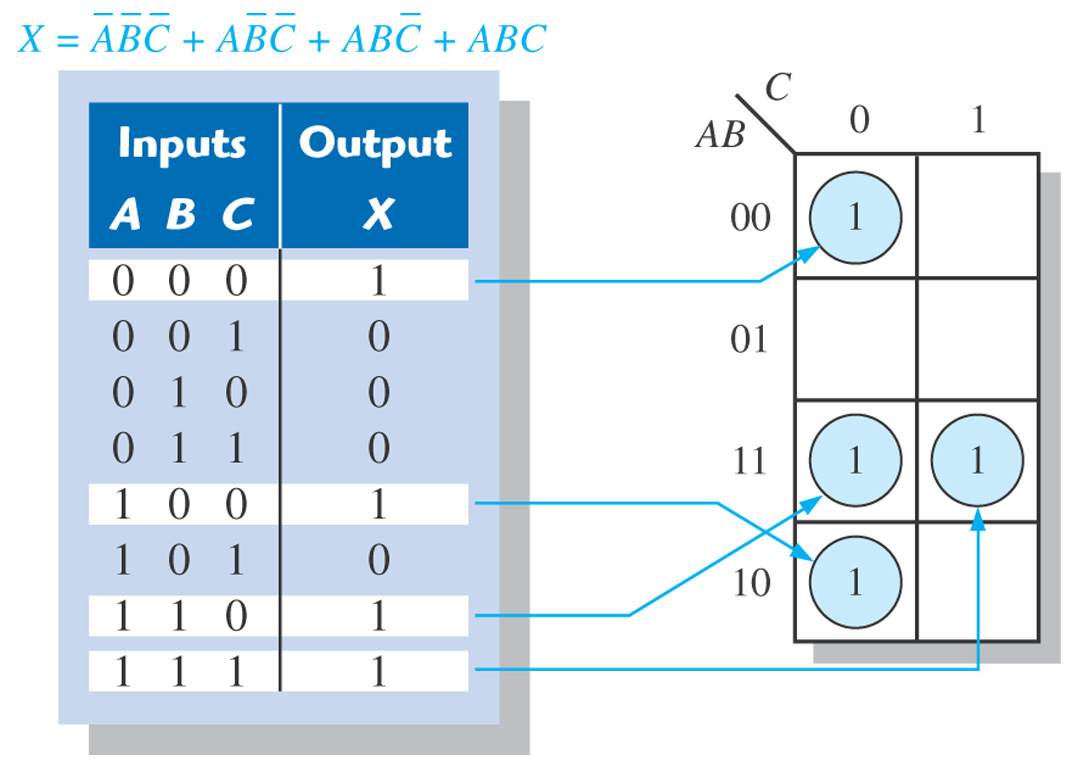 X = A̅B̅C̅ + AB̅C̅ + ABC̅ + ABC
Inputs Output
A B C X
0 0 0 1
0 0 1 0
0 1 0 0
0 1 1 0
1 0 0 1
1 0 1 0
1 1 0 1
1 1 1 1
C
AB 0 1
00 1
01
11 1 1
10 1